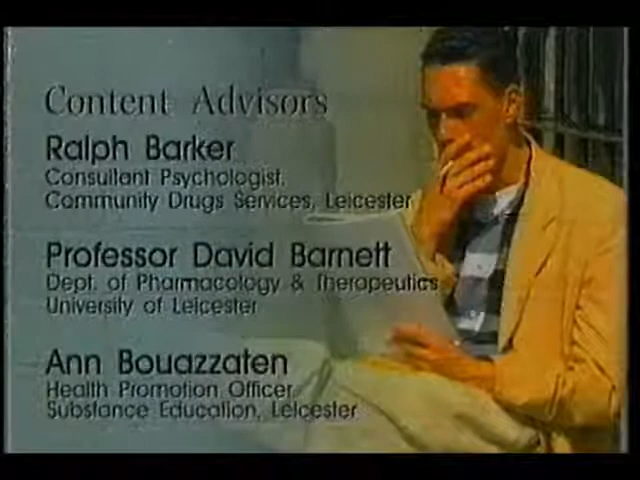 Content Advisors
Ralph Barker
Consultant Psychologist,
Community Drugs Services, Leicester
Professor David Barnett
Dept. of Pharmacology & Therapeutics
University of Leicester
Ann Bouazzaten
Health Promotion Officer
Substance Education, Leicester